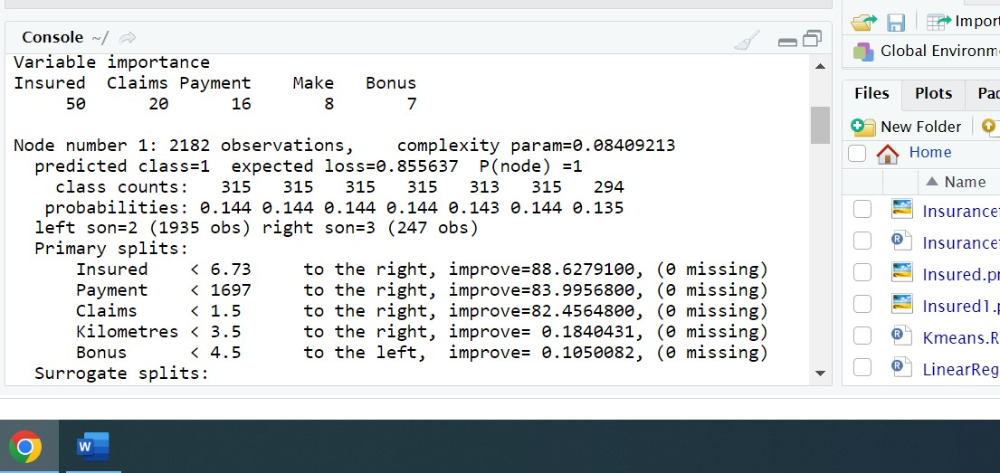 Console ~/
Variable importance
Insured Claims Payment Make Bonus
50 20 16 8 7
Node number 1: 2182 observations, complexity param=0.08409213
predicted class=1 expected loss=0.855637 P(node) =1
class counts: 315 315 315 315 313 315 294
probabilities: 0.144 0.144 0.144 0.144 0.143 0.144 0.135
left son=2 (1935 obs) right son=3 (247 obs)
Primary splits:
Insured < 6.73 to the right, improve=88.6279100, (0 missing)
Payment < 1697 to the right, improve=83.9956800, (0 missing)
Claims < 1.5 to the right, improve=82.4564800, (0 missing)
Kilometres < 3.5 to the right, improve= 0.1840431, (0 missing)
Bonus < 4.5 to the left, improve= 0.1050082, (0 missing)
Surrogate splits:
Import
Global Environm
Files Plots Pac
New Folder
Home
Name
Insurance
Insurance
Insured.pr
Insured1.p
Kmeans.R
LinearReg
W